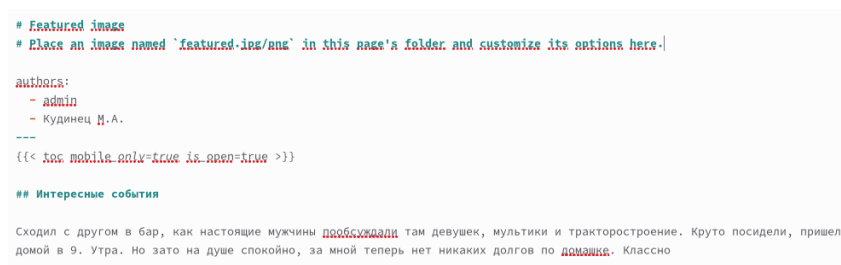 # Featured image
# Place an image named `featured.jpg/png` in this page's folder and customize its options here.
authors:
- admin
- Кудинец М.А.
---
{{< toc mobile_only=true is_open=true >}}
## Интересные события
Сходил с другом в бар, как настоящие мужчины пообсуждали там девушек, мультики и тракторостроение. Круто посидели, пришел
домой в 9. Утра. Но зато на душе спокойно, за мной теперь нет никаких долгов по домашке. Классно